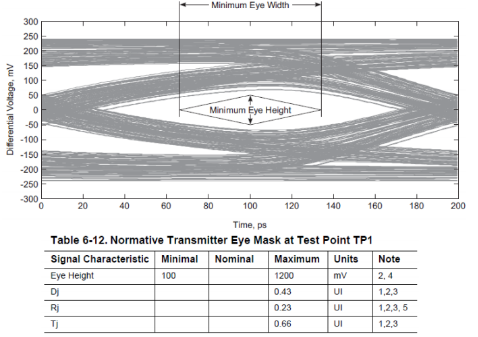 Minimum Eye Width
300
250
200
150
100
50
0
-50
-100
-150
-200
-250
-300
Differential Voltage, mV
Minimum Eye Height
0 20 40 60 80 100 120 140 160 180 200
Time, ps
Table 6-12. Normative Transmitter Eye Mask at Test Point TP1
Signal Characteristic Minimal Nominal Maximum Units Note
Eye Height 100 1200 mV 2, 4
Dj 0.43 UI 1,2,3
Rj 0.23 UI 1,2,3, 5
Tj 0.66 UI 1,2,3